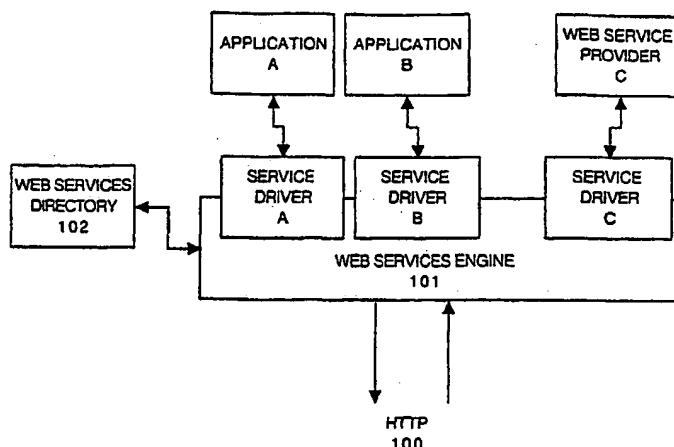 APPLICATION
A
APPLICATION
B
WEB SERVICE
PROVIDER
C
WEB SERVICES
DIRECTORY
102
SERVICE
DRIVER
A
SERVICE
DRIVER
B
SERVICE
DRIVER
C
WEB SERVICES ENGINE
101
HTTP
100